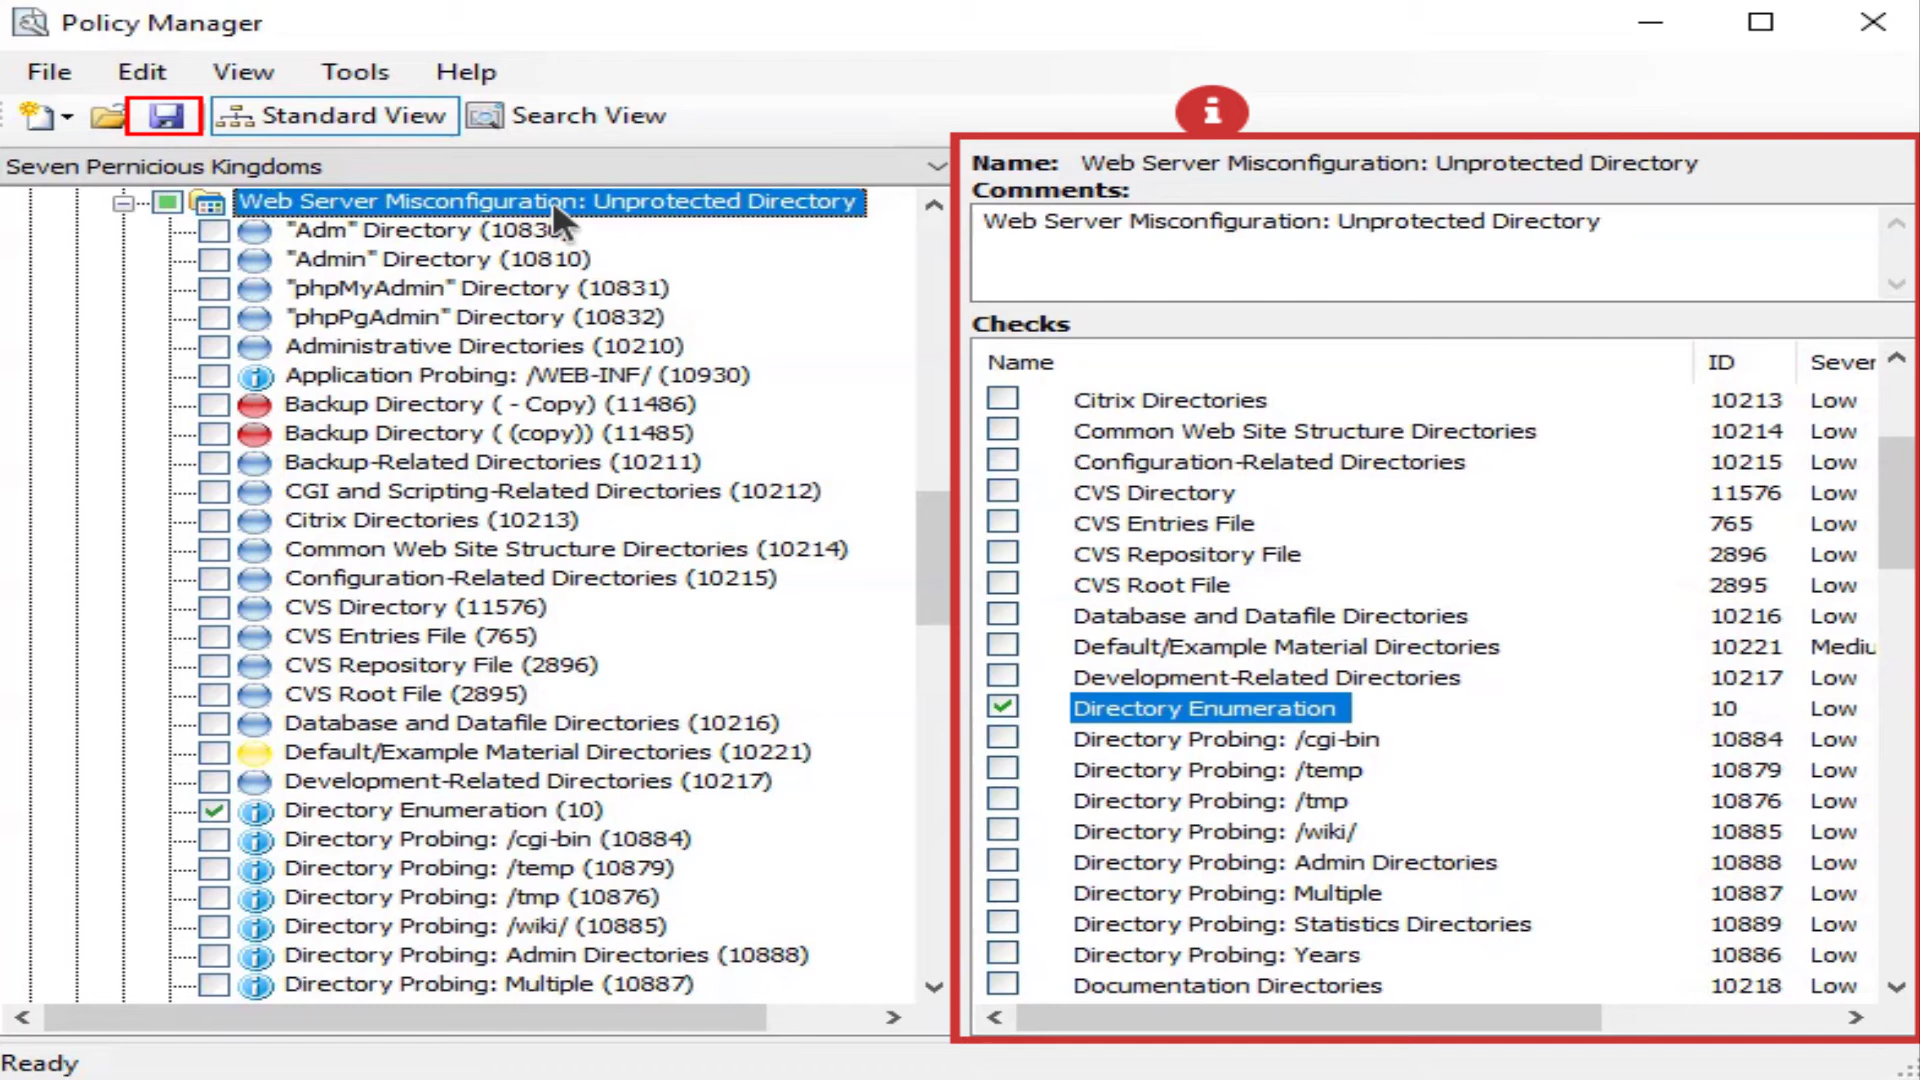 Policy Manager
File Edit View Tools Help
Standard View Search View
Seven Pernicious Kingdoms
Web Server Misconfiguration: Unprotected Directory
"Adm" Directory
"Admin" Directory (10810)
"phpMyAdmin" Directory (10831)
"phpPgAdmin" Directory (10832)
Administrative Directories (10210)
Application Probing: /WEB-INF/ (10930)
Backup Directory ( - Copy) (11486)
Backup Directory ( (copy)) (11485)
Backup-Related Directories (10211)
CGI and Scripting-Related Directories (10212)
Citrix Directories (10213)
Common Web Site Structure Directories (10214)
Configuration-Related Directories (10215)
CVS Directory (11576)
CVS Entries File (765)
CVS Repository File (2896)
CVS Root File (2895)
Database and Datafile Directories (10216)
Default/Example Material Directories (10221)
Development-Related Directories (10217)
Directory Enumeration (10)
Directory Probing: /cgi-bin (10884)
Directory Probing: /temp (10879)
Directory Probing: /tmp (10876)
Directory Probing: /wiki/ (10885)
Directory Probing: Admin Directories (10888)
Directory Probing: Multiple (10887)
Name: Web Server Misconfiguration: Unprotected Directory
Comments:
Web Server Misconfiguration: Unprotected Directory
Checks
Name ID Sever
Citrix Directories 10213 Low
Common Web Site Structure Directories 10214 Low
Configuration-Related Directories 10215 Low
CVS Directory 11576 Low
CVS Entries File 765 Low
CVS Repository File 2896 Low
CVS Root File 2895 Low
Database and Datafile Directories 10216 Low
Default/Example Material Directories 10221 Mediu
Development-Related Directories 10217 Low
Directory Enumeration 10 Low
Directory Probing: /cgi-bin 10884 Low
Directory Probing: /temp 10879 Low
Directory Probing: /tmp 10876 Low
Directory Probing: /wiki/ 10885 Low
Directory Probing: Admin Directories 10888 Low
Directory Probing: Multiple 10887 Low
Directory Probing: Statistics Directories 10889 Low
Directory Probing: Years 10886 Low
Documentation Directories 10218 Low
Ready